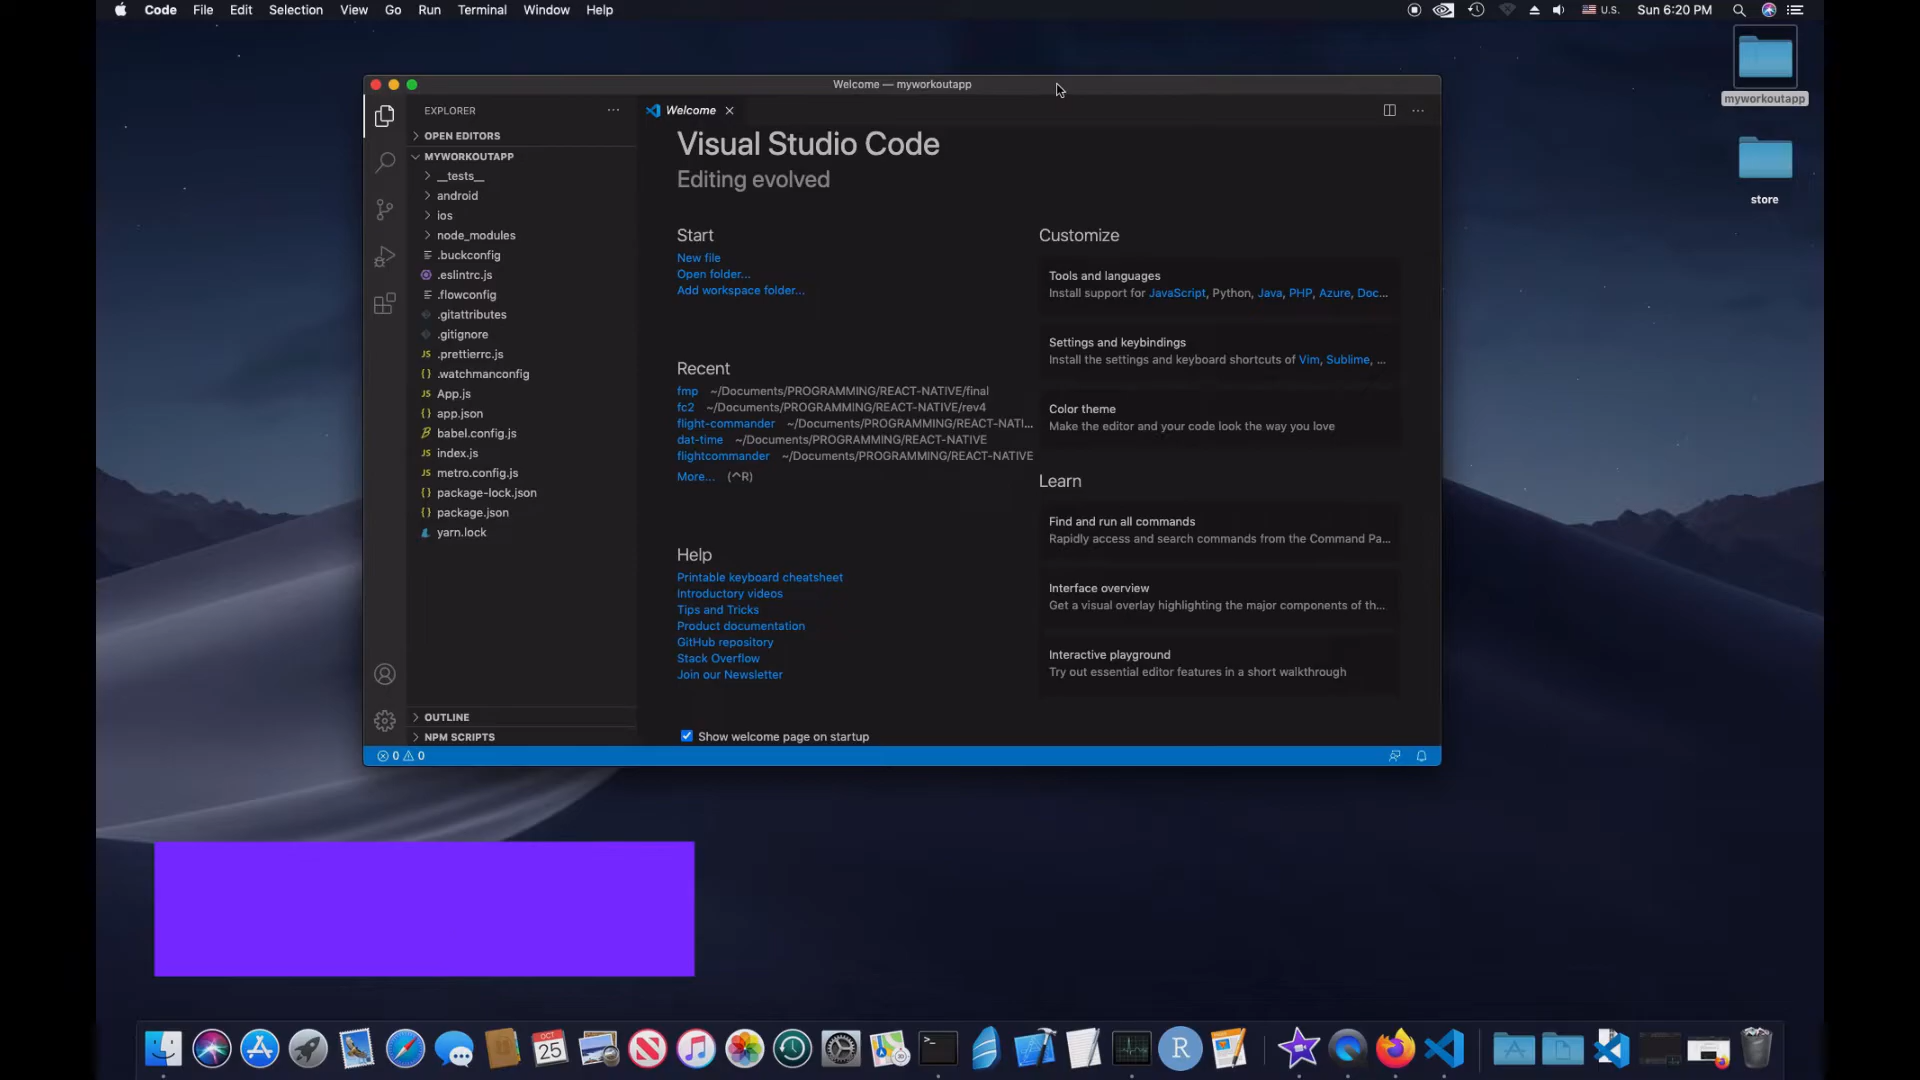 Code File Edit Selection View Go Run Terminal Window Help
U.S. Sun 6:20 PM
myworkoutapp
store
Welcome — myworkoutapp
EXPLORER
OPEN EDITORS
MYWORKOUTAPP
__tests__
android
ios
node_modules
.buckconfig
.eslintrc.js
.flowconfig
.gitattributes
.gitignore
.prettierrc.js
.watchmanconfig
App.js
app.json
babel.config.js
index.js
metro.config.js
package-lock.json
package.json
yarn.lock
OUTLINE
NPM SCRIPTS
0 0
Welcome
Visual Studio Code
Editing evolved
Start
New file
Open folder...
Add workspace folder...
Recent
fmp ~/Documents/PROGRAMMING/REACT-NATIVE/final
fc2 ~/Documents/PROGRAMMING/REACT-NATIVE/rev4
flight-commander ~/Documents/PROGRAMMING/REACT-NATI...
dat-time ~/Documents/PROGRAMMING/REACT-NATIVE
flightcommander ~/Documents/PROGRAMMING/REACT-NATIVE
More... (^R)
Help
Printable keyboard cheatsheet
Introductory videos
Tips and Tricks
Product documentation
GitHub repository
Stack Overflow
Join our Newsletter
Show welcome page on startup
Customize
Tools and languages
Install support for JavaScript, Python, Java, PHP, Azure, Doc...
Settings and keybindings
Install the settings and keyboard shortcuts of Vim, Sublime, ...
Color theme
Make the editor and your code look the way you love
Learn
Find and run all commands
Rapidly access and search commands from the Command Pa...
Interface overview
Get a visual overlay highlighting the major components of th...
Interactive playground
Try out essential editor features in a short walkthrough
OCT
25
R